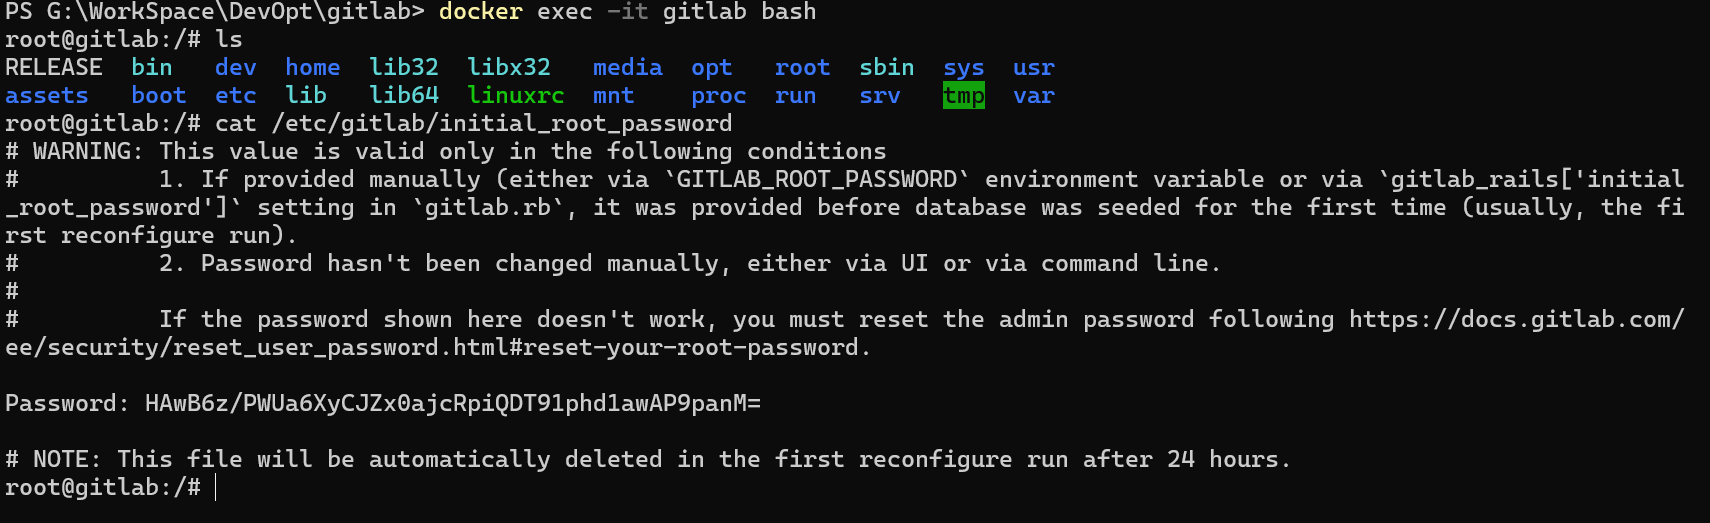 PS G:\WorkSpace\DevOpt\gitlab> docker exec -it gitlab bash
root@gitlab:/# ls
RELEASE  bin   dev  home  lib32  libx32   media  opt   root  sbin  sys  usr
assets   boot  etc  lib   lib64  linuxrc  mnt    proc  run   srv   tmp  var
root@gitlab:/# cat /etc/gitlab/initial_root_password
# WARNING: This value is valid only in the following conditions
#          1. If provided manually (either via `GITLAB_ROOT_PASSWORD` environment variable or via `gitlab_rails['initial
_root_password']` setting in `gitlab.rb`, it was provided before database was seeded for the first time (usually, the fi
rst reconfigure run).
#          2. Password hasn't been changed manually, either via UI or via command line.
#
#          If the password shown here doesn't work, you must reset the admin password following https://docs.gitlab.com/
ee/security/reset_user_password.html#reset-your-root-password.

Password: HAwB6z/PWUa6XyCJZx0ajcRpiQDT91phd1awAP9panM=

# NOTE: This file will be automatically deleted in the first reconfigure run after 24 hours.
root@gitlab:/#